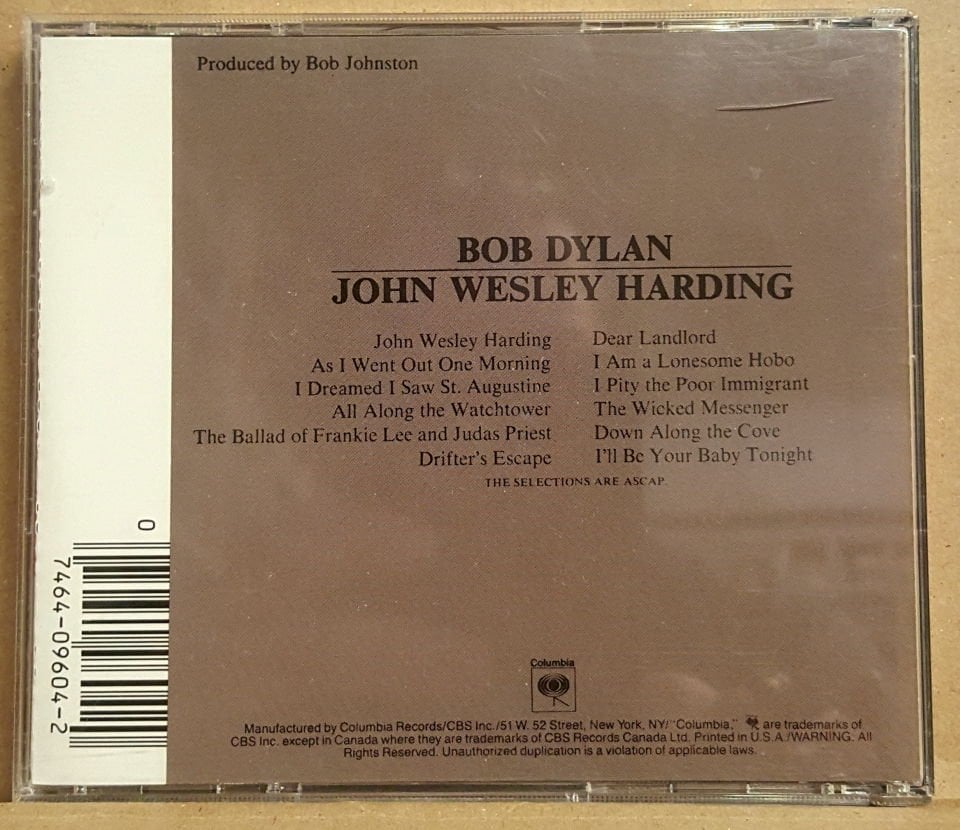 Produced by Bob Johnston
BOB DYLAN
JOHN WESLEY HARDING
John Wesley Harding
As I Went Out One Morning
I Dreamed I Saw St. Augustine
All Along the Watchtower
The Ballad of Frankie Lee and Judas Priest
Drifter's Escape
Dear Landlord
I Am a Lonesome Hobo
I Pity the Poor Immigrant
The Wicked Messenger
Down Along the Cove
I'll Be Your Baby Tonight
THE SELECTIONS ARE ASCAP.
0
7464-09604-2
Columbia
Manufactured by Columbia Records/CBS Inc./51 W. 52 Street, New York, NY/"Columbia," are trademarks of
CBS Inc. except in Canada where they are trademarks of CBS Records Canada Ltd. Printed in U.S.A./WARNING. All
Rights Reserved. Unauthorized duplication is a violation of applicable laws.